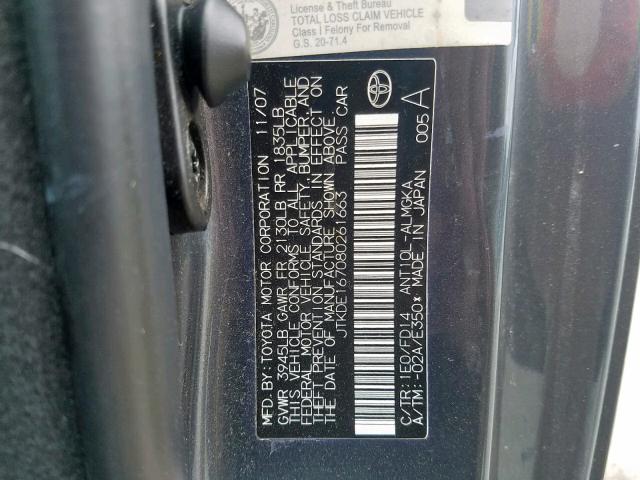 License & Theft Bureau
TOTAL LOSS CLAIM VEHICLE
Class I Felony For Removal
G.S. 20-71.4
MFD. BY: TOYOTA MOTOR CORPORATION 11/07
GVWR 3945LB GAWR FR 2130LB RR 1835LB
THIS VEHICLE CONFORMS TO ALL APPLICABLE
FEDERAL MOTOR VEHICLE SAFETY, BUMPER, AND
THEFT PREVENTION STANDARDS IN EFFECT ON
THE DATE OF MANUFACTURE SHOWN ABOVE.
JTKDE167080261663 PASS CAR
C/TR: 1E0/FD14 ANT10L-ALMGKA
A/TM: -02A/E350* MADE IN JAPAN 005 A